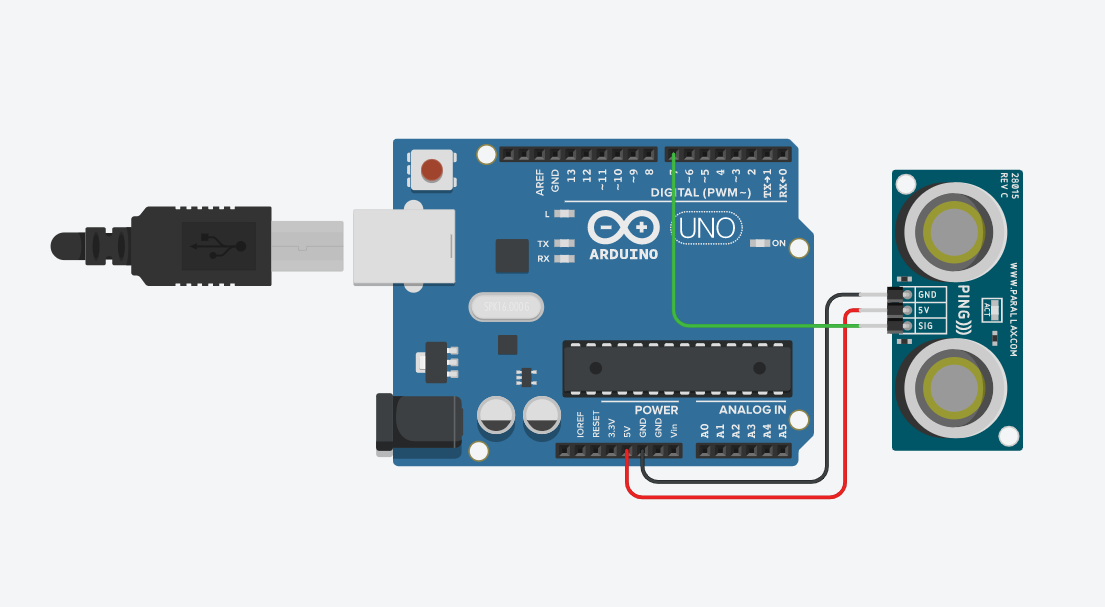 AREF
GND
13
12
~11
~10
~9
8
7
~6
~5
4
~3
2
TX→1
RX←0
DIGITAL (PWM~)
L
TX
RX
ARDUINO
UNO
ON
POWER
ANALOG IN
IOREF
RESET
3.3V
5V
GND
GND
Vin
A0
A1
A2
A3
A4
A5
28015
REV C
GND
5V
SIG
PING)))
ACT
WWW.PARALLAX.COM